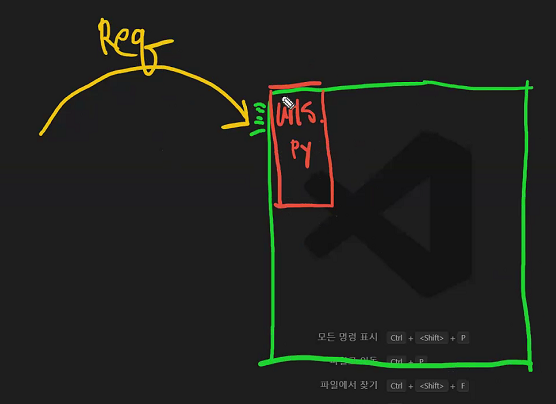 Req
urls.
py
모든 명령 표시 Ctrl + <Shift> + P
Ctrl + P
파일에서 찾기 Ctrl + <Shift> + F